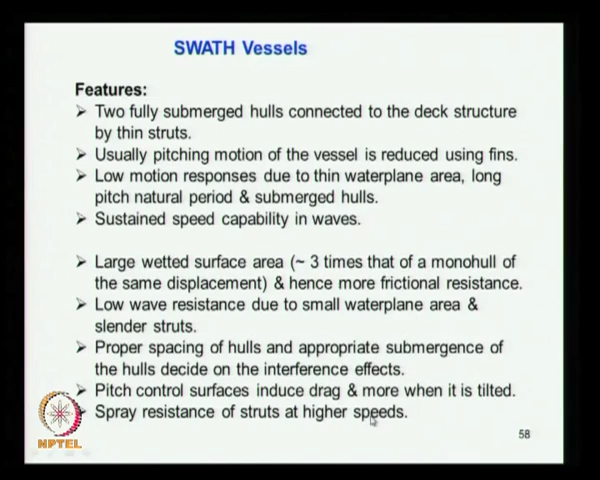 SWATH Vessels
Features:
➢ Two fully submerged hulls connected to the deck structure
by thin struts.
➢ Usually pitching motion of the vessel is reduced using fins.
➢ Low motion responses due to thin waterplane area, long
pitch natural period & submerged hulls.
➢ Sustained speed capability in waves.
➢ Large wetted surface area (~ 3 times that of a monohull of
the same displacement) & hence more frictional resistance.
➢ Low wave resistance due to small waterplane area &
slender struts.
➢ Proper spacing of hulls and appropriate submergence of
the hulls decide on the interference effects.
➢ Pitch control surfaces induce drag & more when it is tilted.
➢ Spray resistance of struts at higher speeds.
NPTEL
58